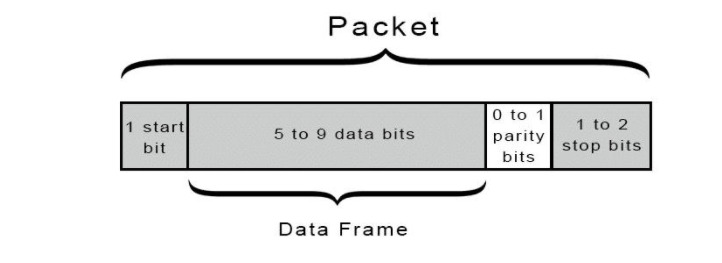 Packet
1 start
bit
5 to 9 data bits
0 to 1
parity
bits
1 to 2
stop bits
Data Frame